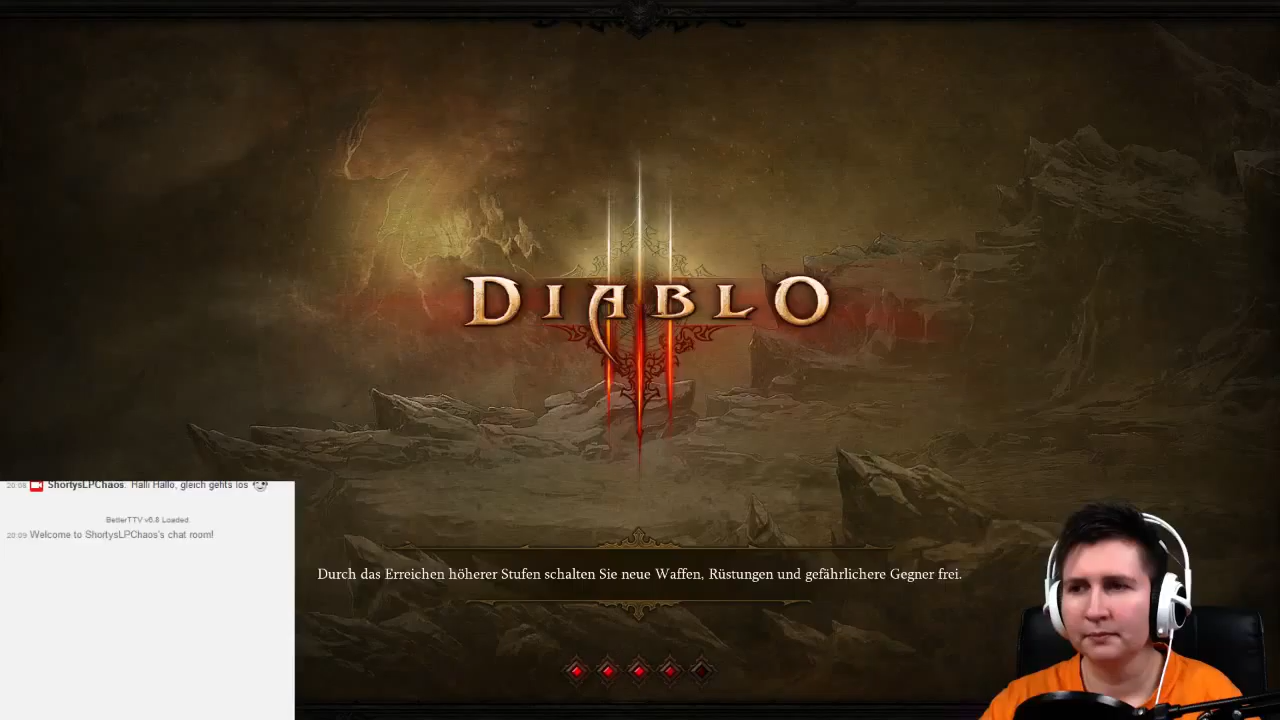 DIABLO
20:08 ShortysLPChaos: Halli Hallo, gleich gehts los
BetterTTV v6.8 Loaded.
20:09 Welcome to ShortysLPChaos's chat room!
Durch das Erreichen höherer Stufen schalten Sie neue Waffen, Rüstungen und gefährlichere Gegner frei.